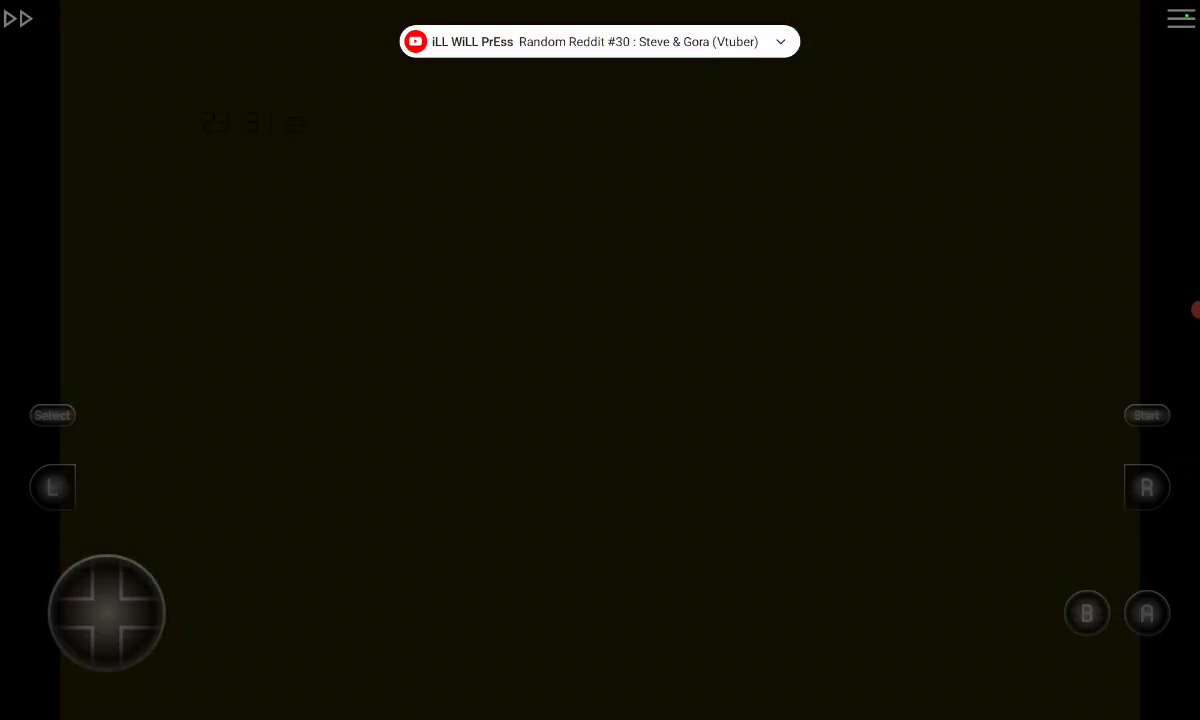 iLL WiLL PrEss Random Reddit #30 : Steve & Gora (Vtuber)
Select
Start
L
R
B
A